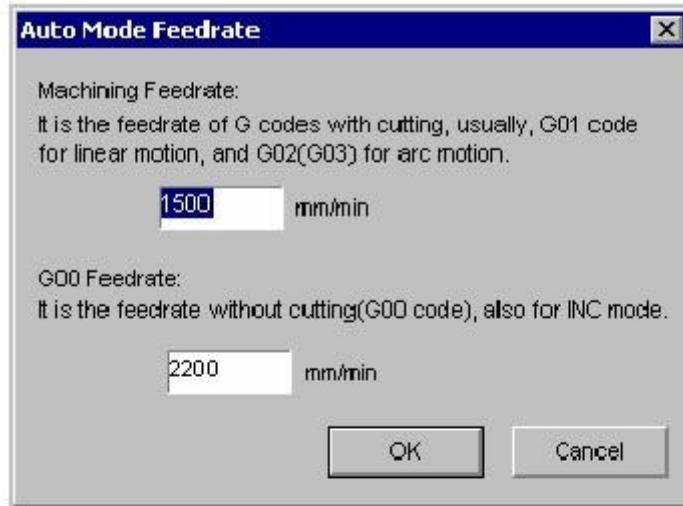 Auto Mode Feedrate
Machining Feedrate:
It is the feedrate of G codes with cutting, usually, G01 code
for linear motion, and G02(G03) for arc motion.
1500 mm/min
G00 Feedrate:
It is the feedrate without cutting(G00 code), also for INC mode.
2200 mm/min
OK Cancel